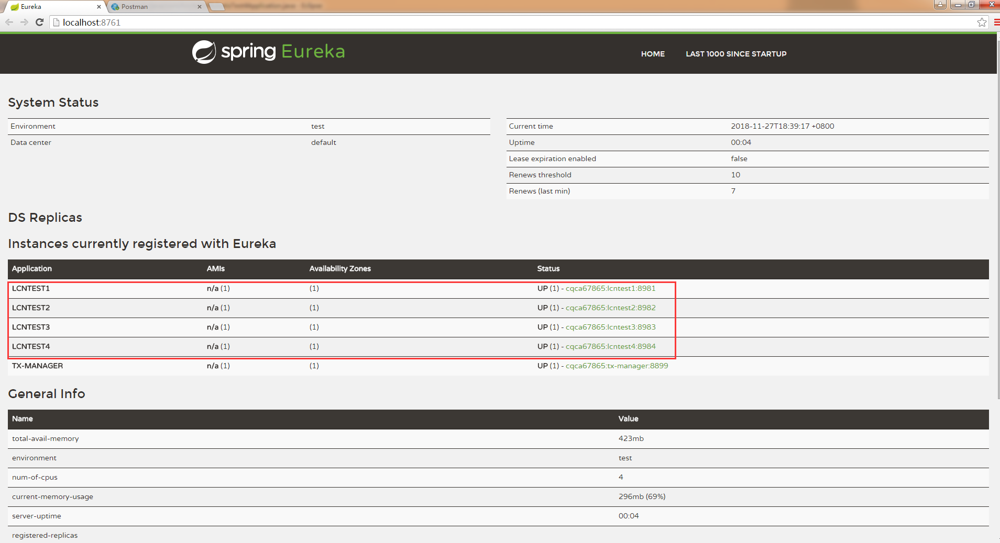 Eureka
Postman
localhost:8761
spring Eureka
HOME LAST 1000 SINCE STARTUP
System Status
Environment test
Data center default
Current time 2018-11-27T18:39:17 +0800
Uptime 00:04
Lease expiration enabled false
Renews threshold 10
Renews (last min) 7
DS Replicas
Instances currently registered with Eureka
Application AMIs Availability Zones Status
LCNTEST1 n/a (1) (1) UP (1) - cqca67865:lcntest1:8981
LCNTEST2 n/a (1) (1) UP (1) - cqca67865:lcntest2:8982
LCNTEST3 n/a (1) (1) UP (1) - cqca67865:lcntest3:8983
LCNTEST4 n/a (1) (1) UP (1) - cqca67865:lcntest4:8984
TX-MANAGER n/a (1) (1) UP (1) - cqca67865:tx-manager:8899
General Info
Name Value
total-avail-memory 423mb
environment test
num-of-cpus 4
current-memory-usage 296mb (69%)
server-uptime 00:04
registered-replicas